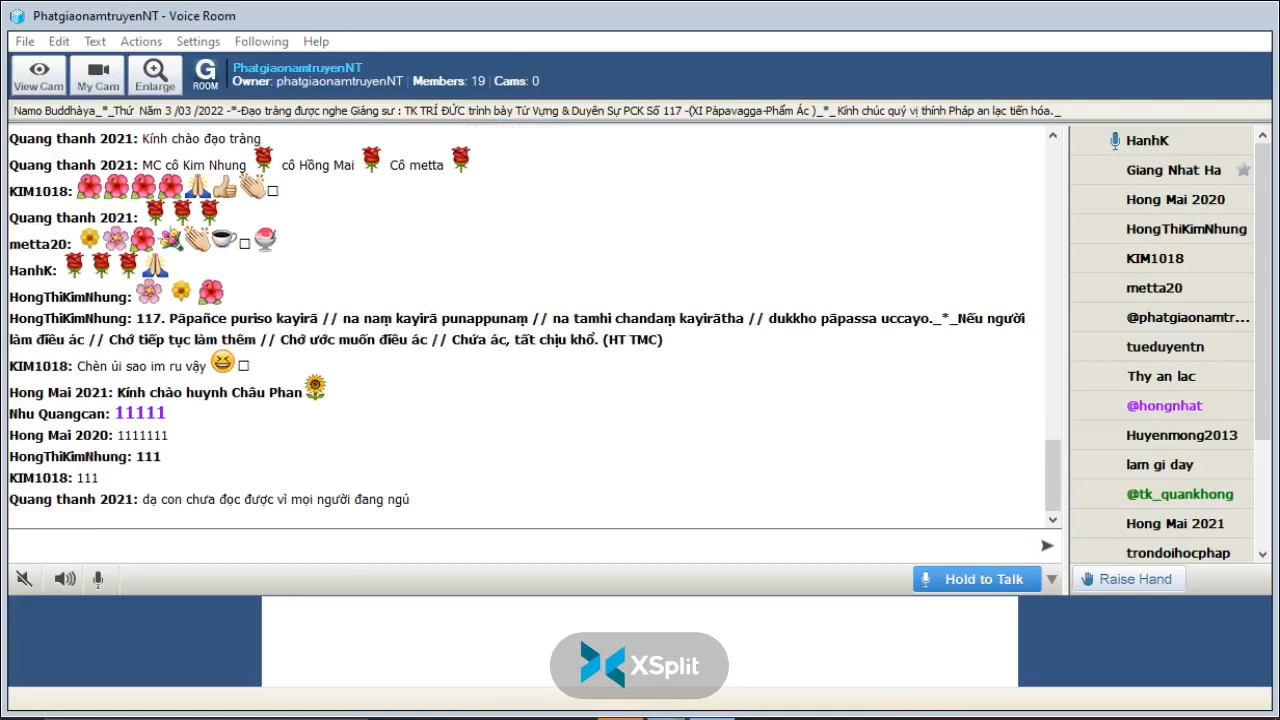 PhatgiaonamtruyenNT - Voice Room
File Edit Text Actions Settings Following Help
View Cam My Cam Enlarge G ROOM
PhatgiaonamtruyenNT
Owner: phatgiaonamtruyenNT | Members: 19 | Cams: 0
Namo Buddhàya_*_Thứ Năm 3 /03 /2022 -*-Đạo tràng được nghe Giảng sư : TK TRÍ ĐỨC trình bày Từ Vựng & Duyên Sự PCK Số 117 -(XI Pàpavagga-Phẩm Ác )_*_Kính chúc quý vị thính Pháp an lạc tiến hóa._
Quang thanh 2021: Kính chào đạo tràng
Quang thanh 2021: MC cô Kim Nhung cô Hồng Mai Cô metta
KIM1018:
Quang thanh 2021:
metta20:
HanhK:
HongThiKimNhung:
HongThiKimNhung: 117. Pāpañce puriso kayirā // na naṃ kayirā punappunaṃ // na tamhi chandaṃ kayirātha // dukkho pāpassa uccayo._*_Nếu người
làm điều ác // Chớ tiếp tục làm thêm // Chớ ước muốn điều ác // Chứa ác, tất chịu khổ. (HT TMC)
KIM1018: Chèn ủi sao im ru vậy
Hong Mai 2021: Kính chào huynh Châu Phan
Nhu Quangcan: 11111
Hong Mai 2020: 1111111
HongThiKimNhung: 111
KIM1018: 111
Quang thanh 2021: dạ con chưa đọc được vỉ mọi người đang ngủ
HanhK
Giang Nhat Ha
Hong Mai 2020
HongThiKimNhung
KIM1018
metta20
@phatgiaonamtr...
tueduyentn
Thy an lac
@hongnhat
Huyenmong2013
lam gi day
@tk_quankhong
Hong Mai 2021
trondoihocphap
Hold to Talk
Raise Hand
XSplit